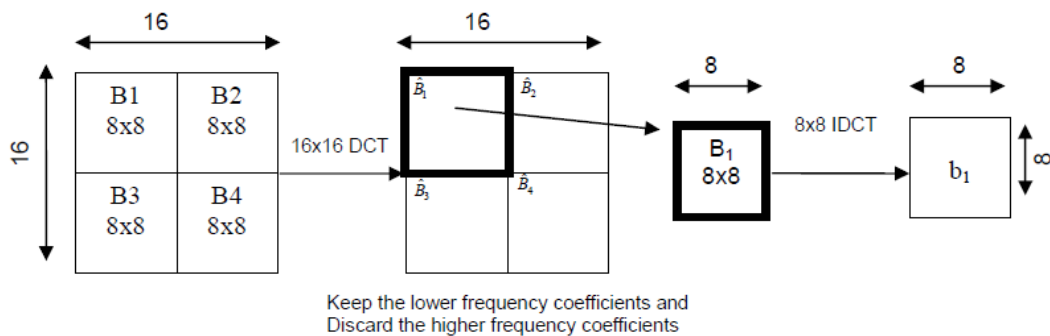 16
16
16
B1
8x8
B2
8x8
B3
8x8
B4
8x8
16x16 DCT
B̂₁
B̂₂
B̂₃
B̂₄
8
B₁
8x8
8x8 IDCT
8
b₁
8
Keep the lower frequency coefficients and
Discard the higher frequency coefficients